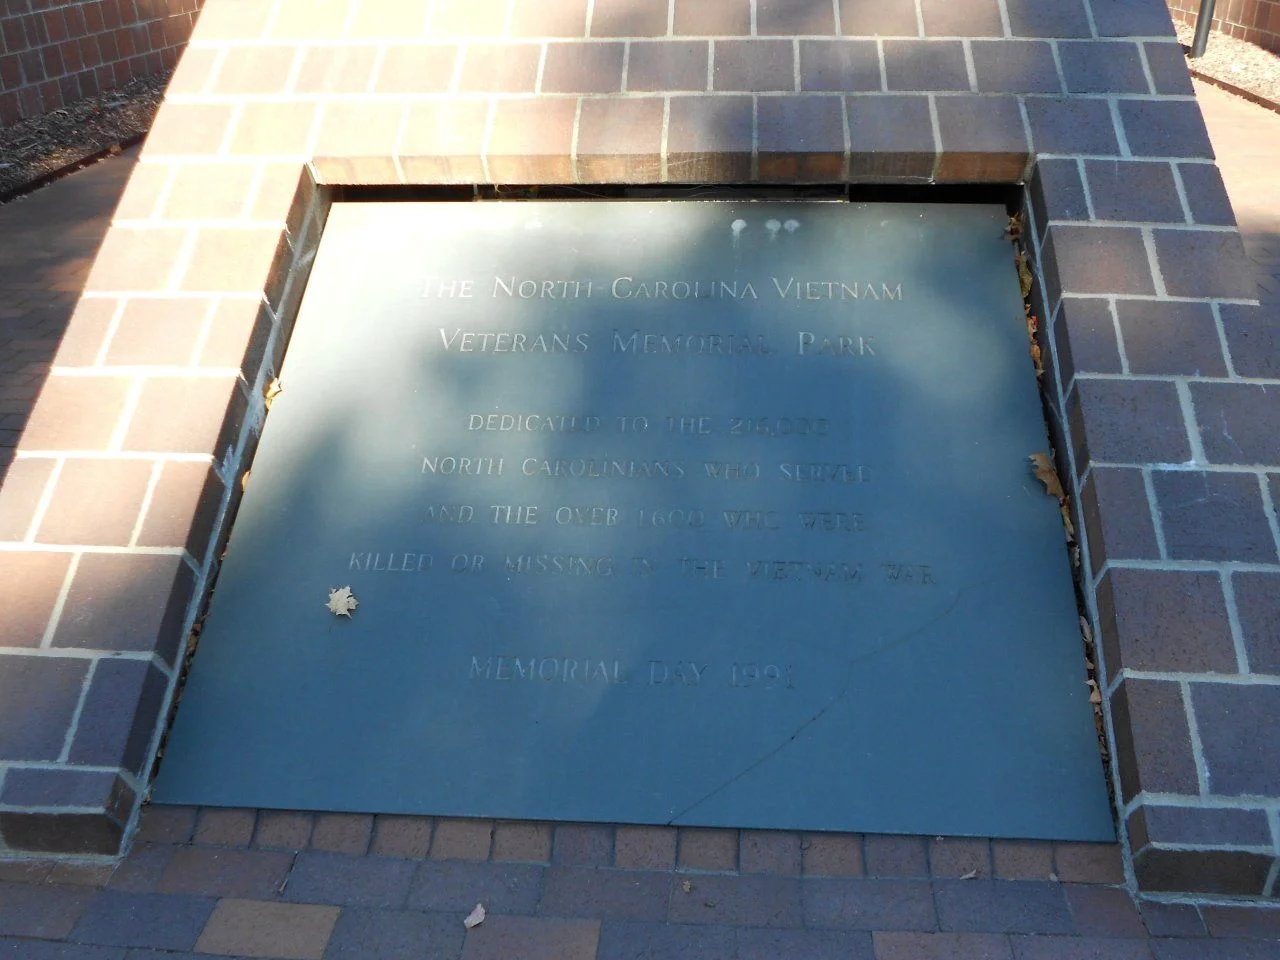 THE NORTH CAROLINA VIETNAM
VETERANS MEMORIAL PARK
DEDICATED TO THE 216,000
NORTH CAROLINIANS WHO SERVED
AND THE OVER 1600 WHO WERE
KILLED OR MISSING IN THE VIETNAM WAR
MEMORIAL DAY 1991